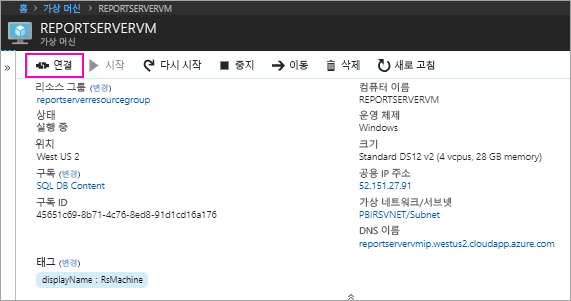 홈 > 가상 머신 > REPORTSERVERVM
REPORTSERVERVM
가상 머신
연결 시작 다시 시작 중지 이동 삭제 새로 고침
리소스 그룹 (변경)
reportserverresourcegroup
상태
실행 중
위치
West US 2
구독 (변경)
SQL DB Content
구독 ID
45651c69-8b71-4c76-8ed8-91d1cd16a176
컴퓨터 이름
REPORTSERVERVM
운영 체제
Windows
크기
Standard DS12 v2 (4 vcpus, 28 GB memory)
공용 IP 주소
52.151.27.91
가상 네트워크/서브넷
PBIRSVNET/Subnet
DNS 이름
reportservervmip.westus2.cloudapp.azure.com
태그 (변경)
displayName : RsMachine